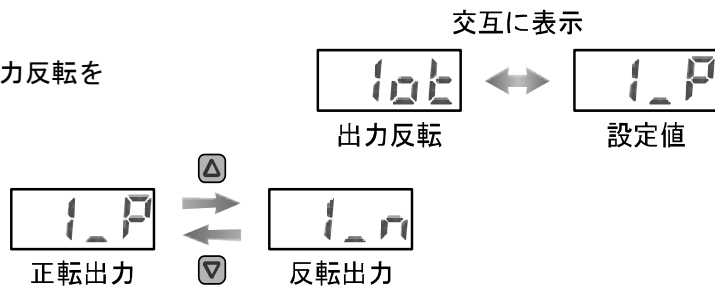 交互に表示
力反転を
1ot
1_P
出力反転
設定値
1_P
1_n
正転出力
反転出力